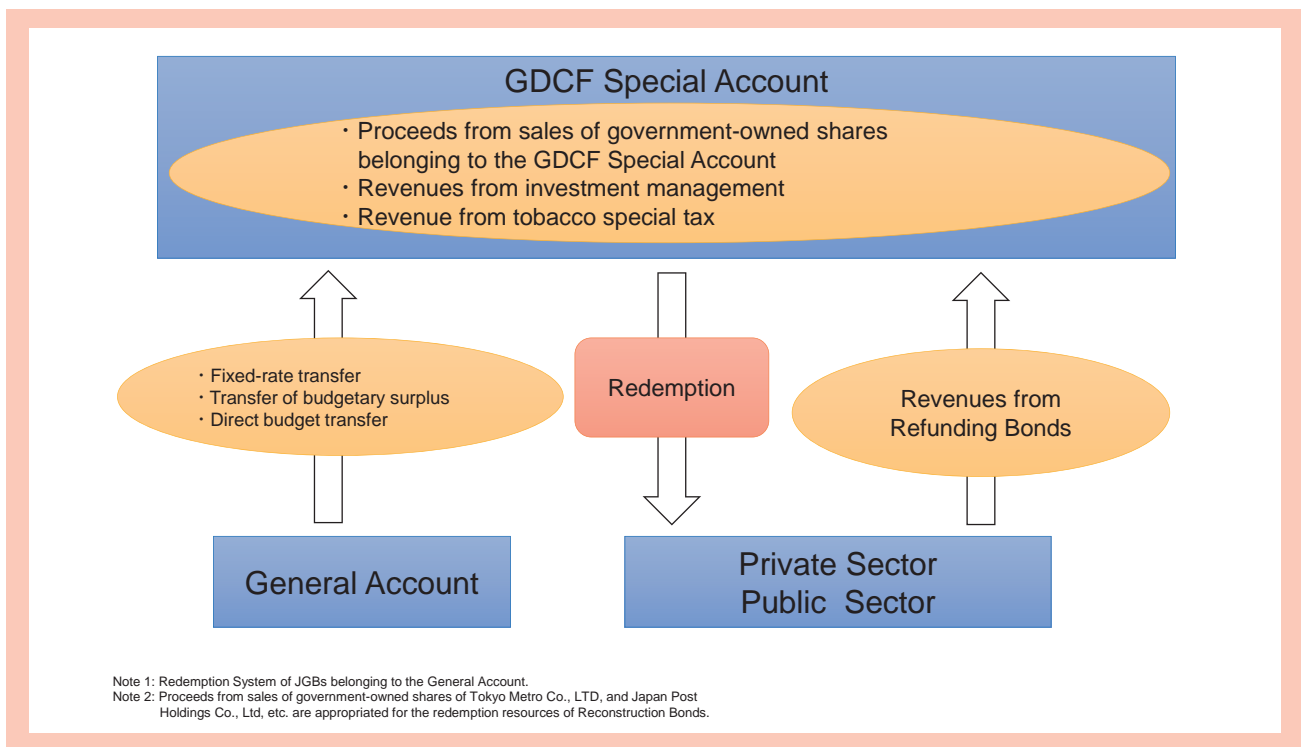 GDCF Special Account
・Proceeds from sales of government-owned shares
belonging to the GDCF Special Account
・Revenues from investment management
・Revenue from tobacco special tax
・Fixed-rate transfer
・Transfer of budgetary surplus
・Direct budget transfer
Redemption
Revenues from
Refunding Bonds
General Account
Private Sector
Public Sector
Note 1: Redemption System of JGBs belonging to the General Account.
Note 2: Proceeds from sales of government-owned shares of Tokyo Metro Co., LTD, and Japan Post
Holdings Co., Ltd, etc. are appropriated for the redemption resources of Reconstruction Bonds.